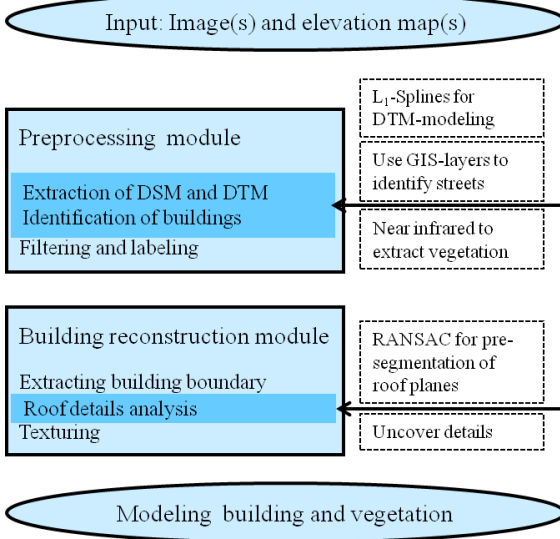 Input: Image(s) and elevation map(s)
Preprocessing module
Extraction of DSM and DTM
Identification of buildings
Filtering and labeling
L₁-Splines for
DTM-modeling
Use GIS-layers to
identify streets
Near infrared to
extract vegetation
Building reconstruction module
Extracting building boundary
Roof details analysis
Texturing
RANSAC for pre-
segmentation of
roof planes
Uncover details
Modeling building and vegetation